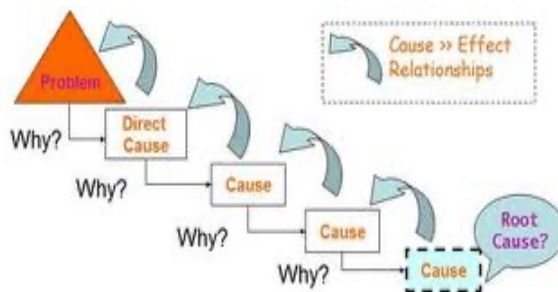 Cause >> Effect
Relationships
Problem
Why?
Direct
Cause
Why?
Cause
Why?
Cause
Why?
Cause
Root
Cause?